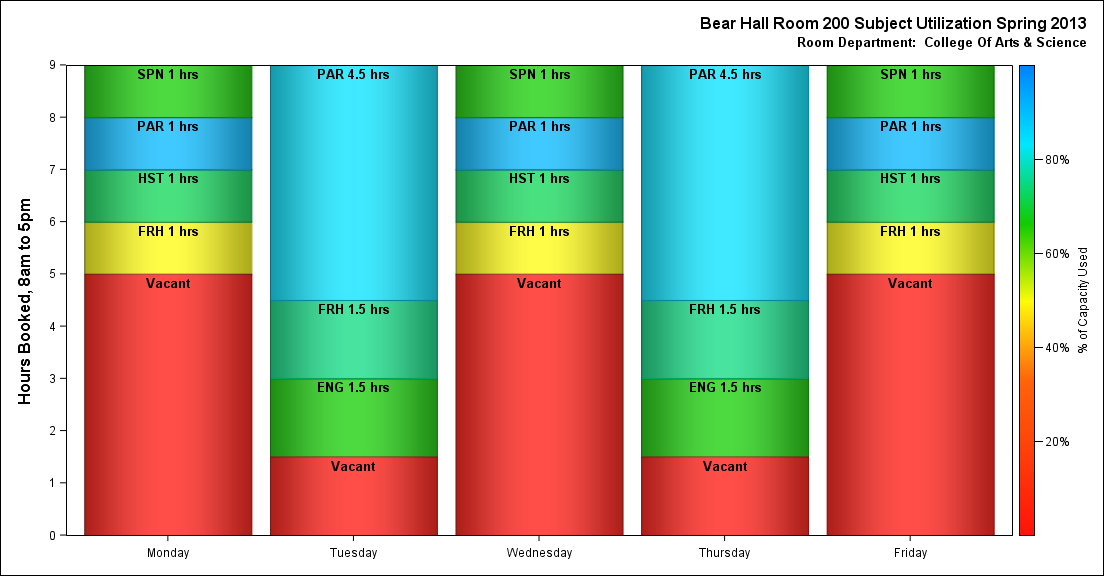 Bear Hall Room 200 Subject Utilization Spring 2013
Room Department:  College Of Arts & Science
Hours Booked, 8am to 5pm
9
8
7
6
5
4
3
2
1
0
SPN 1 hrs
PAR 1 hrs
HST 1 hrs
FRH 1 hrs
Vacant
PAR 4.5 hrs
FRH 1.5 hrs
ENG 1.5 hrs
Vacant
SPN 1 hrs
PAR 1 hrs
HST 1 hrs
FRH 1 hrs
Vacant
PAR 4.5 hrs
FRH 1.5 hrs
ENG 1.5 hrs
Vacant
SPN 1 hrs
PAR 1 hrs
HST 1 hrs
FRH 1 hrs
Vacant
Monday
Tuesday
Wednesday
Thursday
Friday
80%
60%
40%
20%
% of Capacity Used